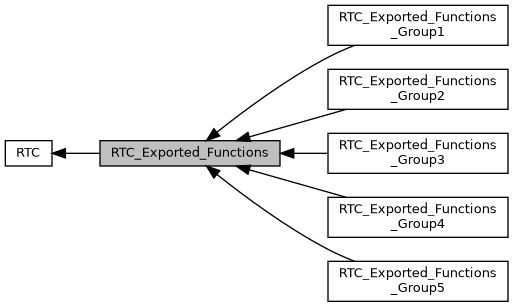 RTC_Exported_Functions
_Group1
RTC_Exported_Functions
_Group2
RTC
RTC_Exported_Functions
RTC_Exported_Functions
_Group3
RTC_Exported_Functions
_Group4
RTC_Exported_Functions
_Group5